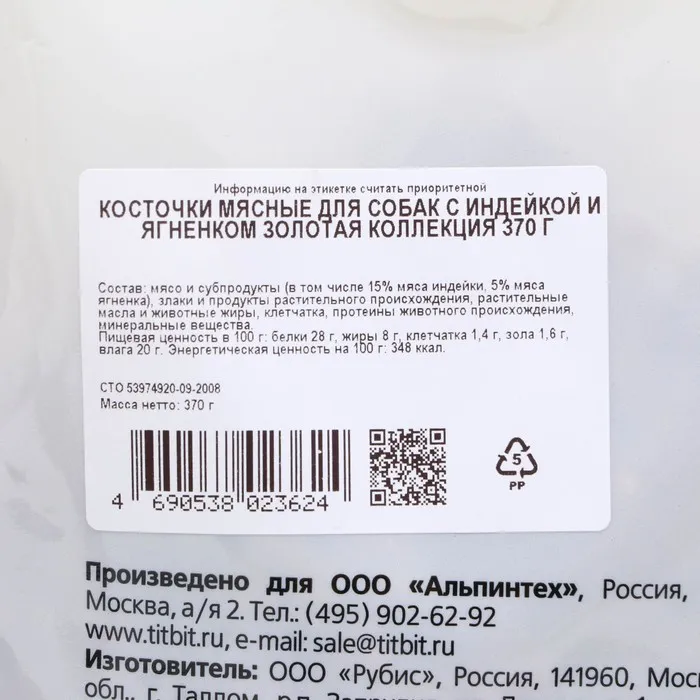 Информацию на этикетке считать приоритетной
КОСТОЧКИ МЯСНЫЕ ДЛЯ СОБАК С ИНДЕЙКОЙ И
ЯГНЕНКОМ ЗОЛОТАЯ КОЛЛЕКЦИЯ 370 Г
Состав: мясо и субпродукты (в том числе 15% мяса индейки, 5% мяса
ягненка), злаки и продукты растительного происхождения, растительные
масла и животные жиры, клетчатка, протеины животного происхождения,
минеральные вещества.
Пищевая ценность в 100 г: белки 28 г, жиры 8 г, клетчатка 1,4 г, зола 1,6 г,
влага 20 г. Энергетическая ценность на 100 г: 348 ккал.
СТО 53974920-09-2008
Масса нетто: 370 г
4 690538 023624
5
PP
Произведено для ООО «Альпинтех», Россия,
Москва, а/я 2. Тел.: (495) 902-62-92
www.titbit.ru, e-mail: sale@titbit.ru
Изготовитель: ООО «Рубис», Россия, 141960, Мос
обл., г. Талдом,